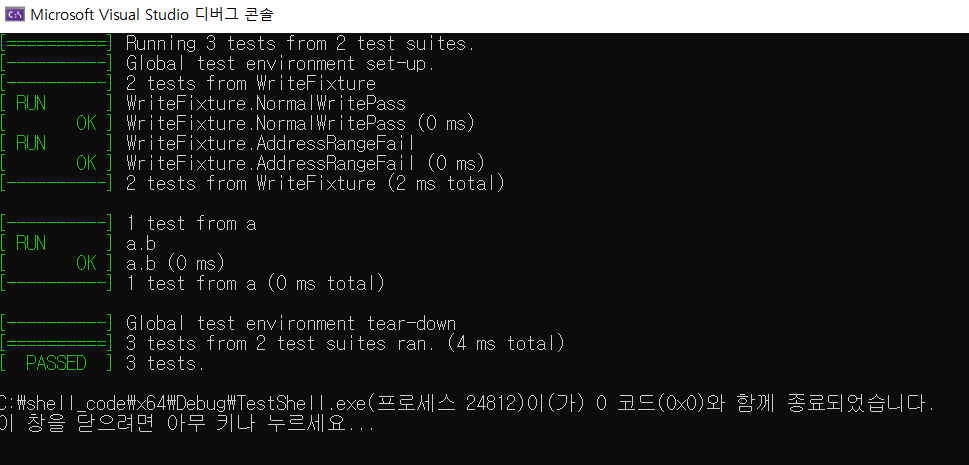 Microsoft Visual Studio 디버그 콘솔
[==========] Running 3 tests from 2 test suites.
[----------] Global test environment set-up.
[----------] 2 tests from WriteFixture
[ RUN      ] WriteFixture.NormalWritePass
[       OK ] WriteFixture.NormalWritePass (0 ms)
[ RUN      ] WriteFixture.AddressRangeFail
[       OK ] WriteFixture.AddressRangeFail (0 ms)
[----------] 2 tests from WriteFixture (2 ms total)
[----------] 1 test from a
[ RUN      ] a.b
[       OK ] a.b (0 ms)
[----------] 1 test from a (0 ms total)
[----------] Global test environment tear-down
[==========] 3 tests from 2 test suites ran. (4 ms total)
[  PASSED  ] 3 tests.
C:₩shell_code₩x64₩Debug₩TestShell.exe(프로세스 24812)이(가) 0 코드(0x0)와 함께 종료되었습니다.
이 창을 닫으려면 아무 키나 누르세요...